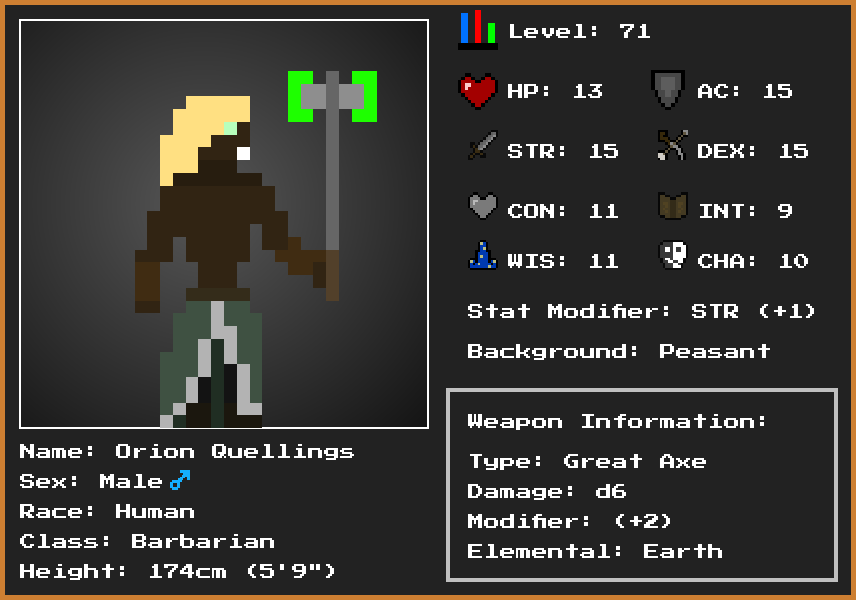 Level: 71
HP: 13 AC: 15
STR: 15 DEX: 15
CON: 11 INT: 9
WIS: 11 CHA: 10
Stat Modifier: STR (+1)
Background: Peasant
Weapon Information:
Type: Great Axe
Damage: d6
Modifier: (+2)
Elemental: Earth
Name: Orion Quellings
Sex: Male ♂
Race: Human
Class: Barbarian
Height: 174cm (5'9")